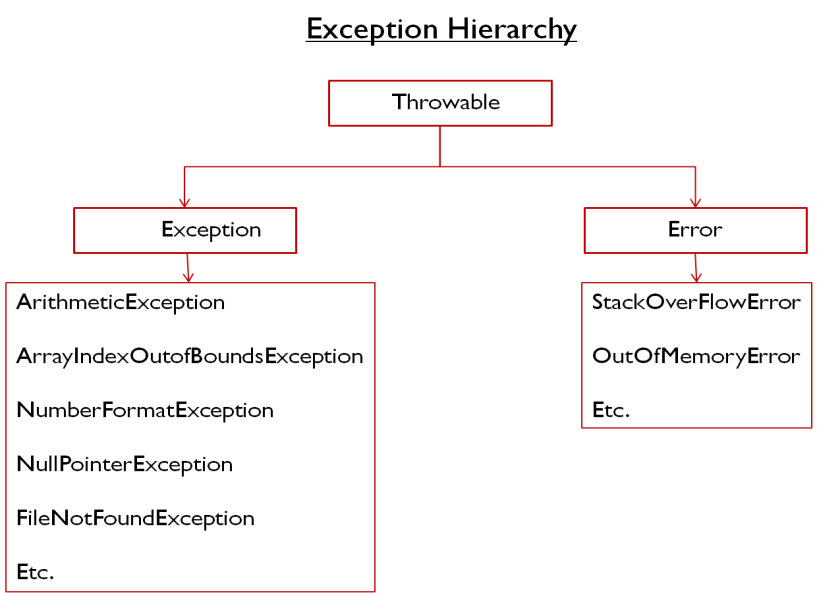 Exception Hierarchy
Throwable
Exception
Error
ArithmeticException
ArrayIndexOutofBoundsException
NumberFormatException
NullPointerException
FileNotFoundException
Etc.
StackOverFlowError
OutOfMemoryError
Etc.